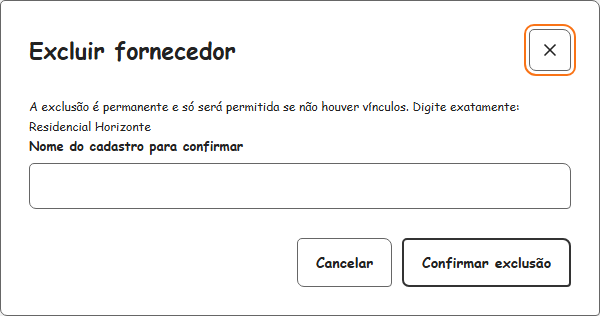 Excluir fornecedor
A exclusão é permanente e só será permitida se não houver vínculos. Digite exatamente:
Residencial Horizonte
Nome do cadastro para confirmar
Cancelar
Confirmar exclusão